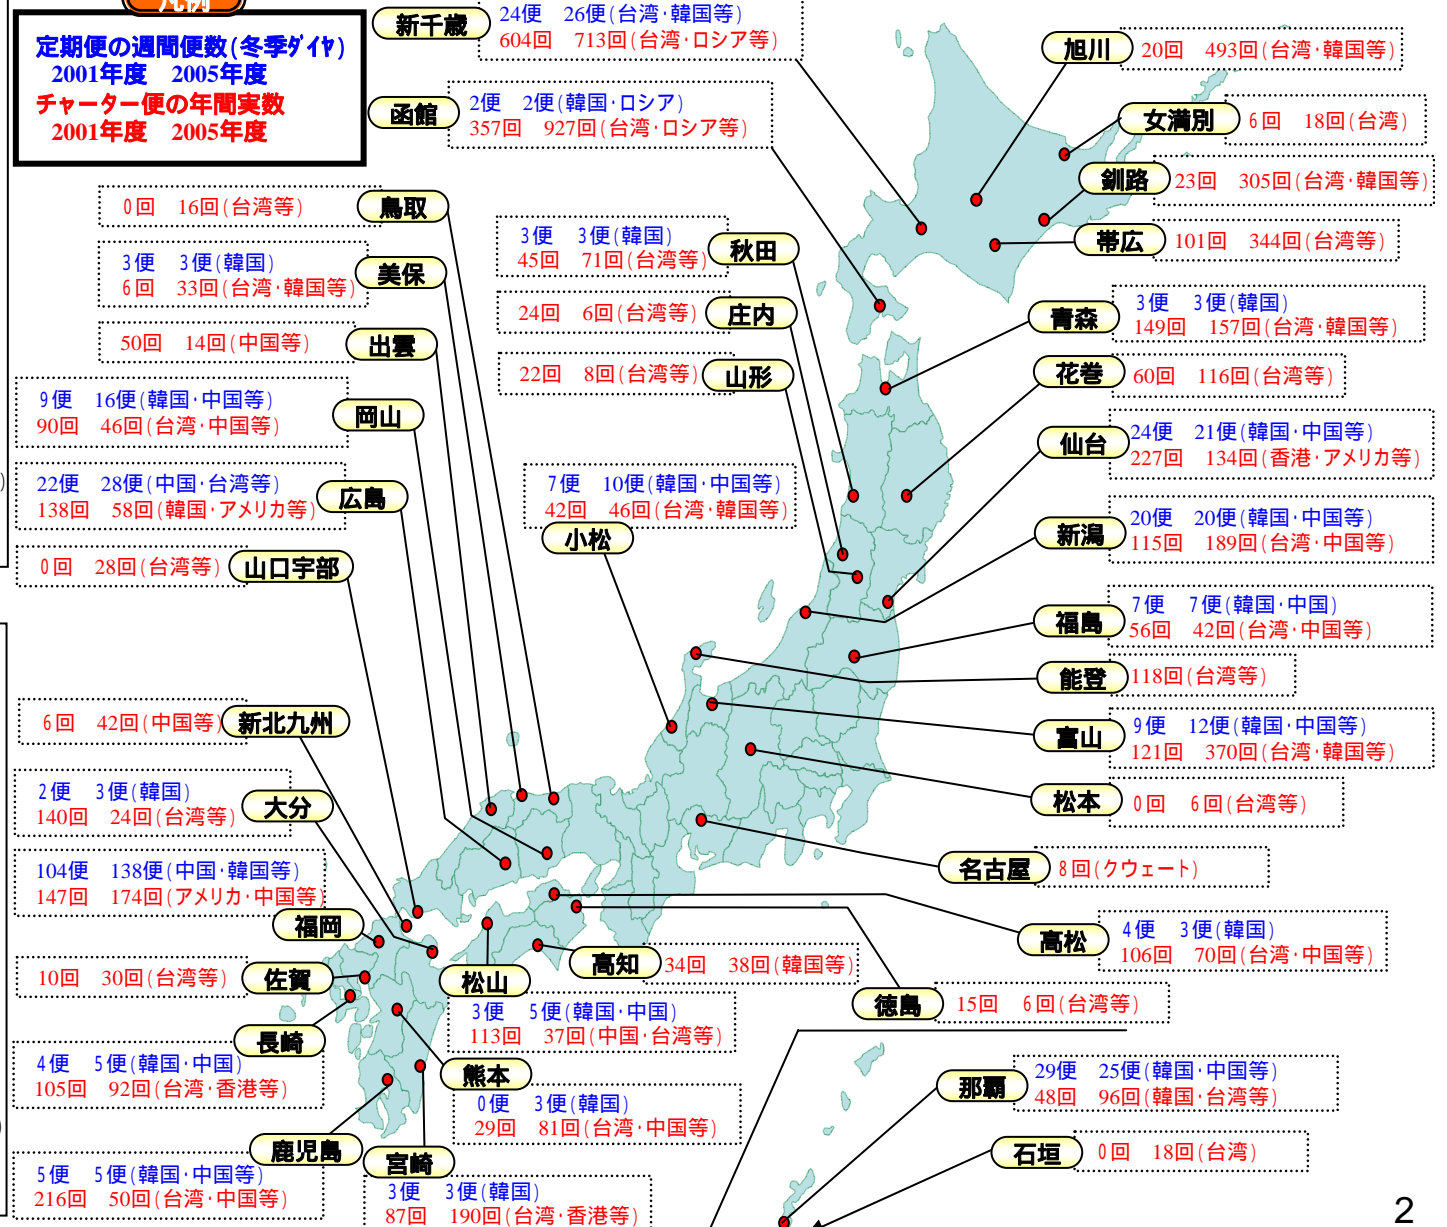 凡例
定期便の週間便数(冬季ダイヤ)
2001年度　2005年度
チャーター便の年間実数
2001年度　2005年度
新千歳
24便　26便(台湾･韓国等)
604回　713回(台湾･ロシア等)
函館
2便　2便(韓国･ロシア)
357回　927回(台湾･ロシア等)
旭川
20回　493回(台湾･韓国等)
女満別
6回　18回(台湾)
釧路
23回　305回(台湾･韓国等)
帯広
101回　344回(台湾等)
0回　16回(台湾等)
鳥取
3便　3便(韓国)
6回　33回(台湾･韓国等)
美保
50回　14回(中国等)
出雲
9便　16便(韓国･中国等)
90回　46回(台湾･中国等)
岡山
22便　28便(中国･台湾等)
138回　58回(韓国･アメリカ等)
広島
0回　28回(台湾等)
山口宇部
3便　3便(韓国)
45回　71回(台湾等)
秋田
24回　6回(台湾等)
庄内
22回　8回(台湾等)
山形
7便　10便(韓国･中国等)
42回　46回(台湾･韓国等)
小松
青森
3便　3便(韓国)
149回　157回(台湾･韓国等)
花巻
60回　116回(台湾等)
仙台
24便　21便(韓国･中国等)
227回　134回(香港･アメリカ等)
新潟
20便　20便(韓国･中国等)
115回　189回(台湾･中国等)
福島
7便　7便(韓国･中国)
56回　42回(台湾･中国等)
能登
118回(台湾等)
富山
9便　12便(韓国･中国等)
121回　370回(台湾･韓国等)
松本
0回　6回(台湾等)
名古屋
8回(クウェート)
高松
4便　3便(韓国)
106回　70回(台湾･中国等)
徳島
15回　6回(台湾等)
6回　42回(中国等)
新北九州
2便　3便(韓国)
140回　24回(台湾等)
大分
104便　138便(中国･韓国等)
147回　174回(アメリカ･中国等)
福岡
10回　30回(台湾等)
佐賀
長崎
4便　5便(韓国･中国)
105回　92回(台湾･香港等)
鹿児島
5便　5便(韓国･中国等)
216回　50回(台湾･中国等)
高知
34回　38回(韓国等)
松山
3便　5便(韓国･中国)
113回　37回(中国･台湾等)
熊本
0便　3便(韓国)
29回　81回(台湾･中国等)
宮崎
3便　3便(韓国)
87回　190回(台湾･香港等)
那覇
29便　25便(韓国･中国等)
48回　96回(韓国･台湾等)
石垣
0回　18回(台湾)
2